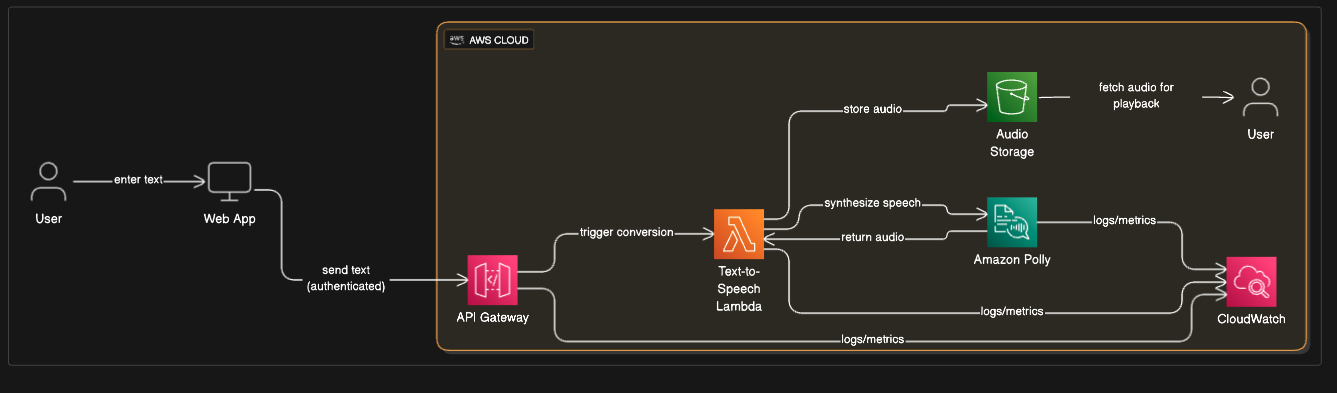 aws AWS CLOUD
User
enter text
Web App
send text
(authenticated)
API Gateway
trigger conversion
Text-to-
Speech
Lambda
store audio
Audio
Storage
fetch audio for
playback
User
synthesize speech
return audio
Amazon Polly
logs/metrics
logs/metrics
logs/metrics
CloudWatch